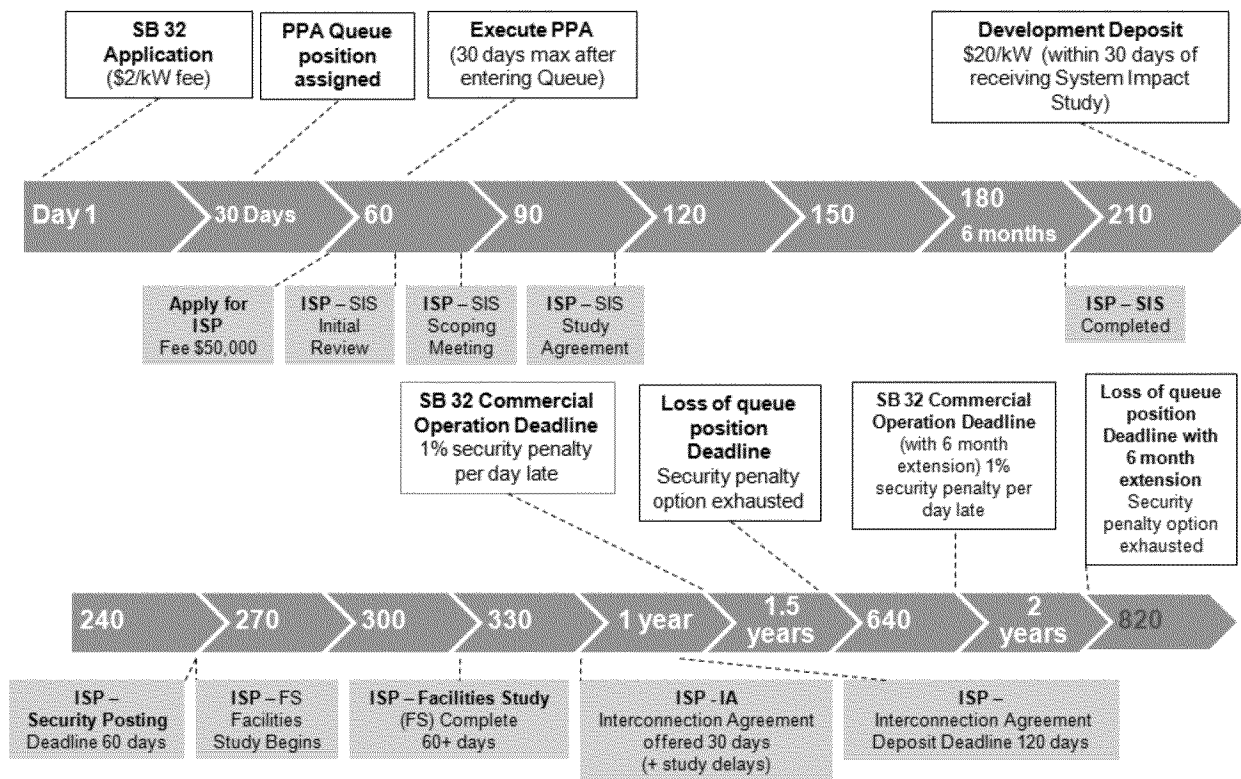 SB 32
Application
($2/kW fee)
PPA Queue
position
assigned
Execute PPA
(30 days max after
entering Queue)
Development Deposit
$20/kW (within 30 days of
receiving System Impact
Study)
Day 1
30 Days
60
90
120
150
180
6 months
210
Apply for
ISP
Fee $50,000
ISP – SIS
Initial
Review
ISP – SIS
Scoping
Meeting
ISP – SIS
Study
Agreement
ISP – SIS
Completed
SB 32 Commercial
Operation Deadline
1% security penalty
per day late
Loss of queue
position
Deadline
Security penalty
option exhausted
SB 32 Commercial
Operation Deadline
(with 6 month
extension) 1%
security penalty per
day late
Loss of queue
position
Deadline with
6 month
extension
Security
penalty option
exhausted
240
270
300
330
1 year
1.5
years
640
2
years
820
ISP –
Security Posting
Deadline 60 days
ISP – FS
Facilities
Study Begins
ISP – Facilities Study
(FS) Complete
60+ days
ISP - IA
Interconnection Agreement
offered 30 days
(+ study delays)
ISP –
Interconnection Agreement
Deposit Deadline 120 days